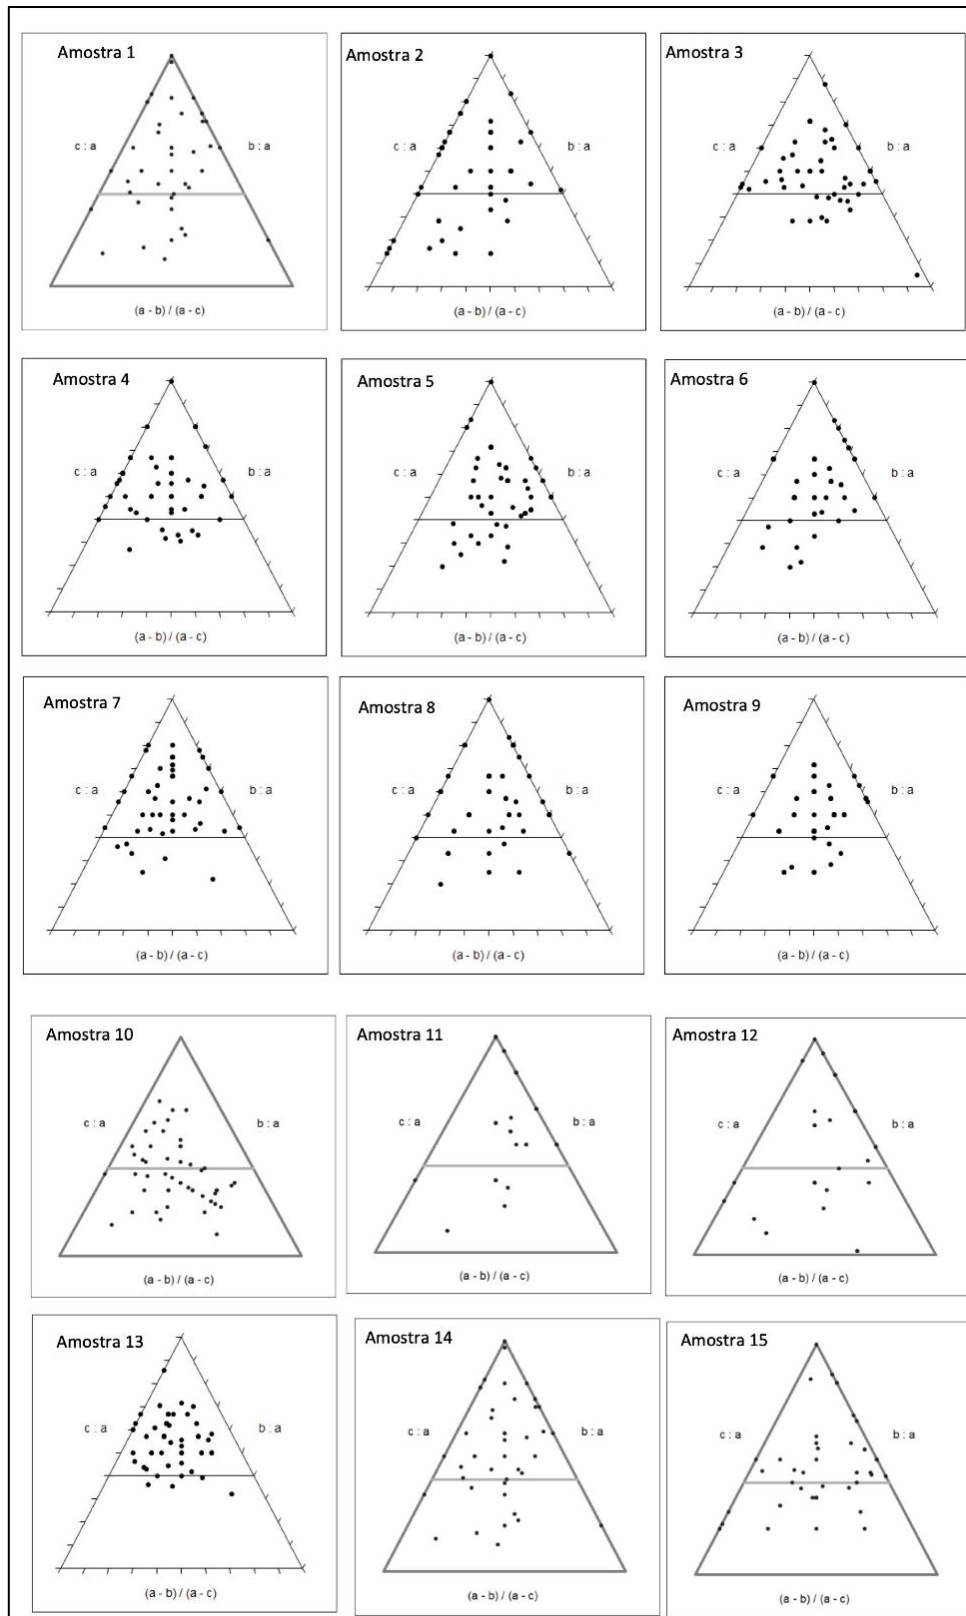 Amostra 1
Amostra 2
Amostra 3
c : a
b : a
c : a
b : a
c : a
b : a
(a - b) / (a - c)
(a - b) / (a - c)
(a - b) / (a - c)
Amostra 4
Amostra 5
Amostra 6
c : a
b : a
c : a
b : a
c : a
b : a
(a - b) / (a - c)
(a - b) / (a - c)
(a - b) / (a - c)
Amostra 7
Amostra 8
Amostra 9
c : a
b : a
c : a
b : a
c : a
b : a
(a - b) / (a - c)
(a - b) / (a - c)
(a - b) / (a - c)
Amostra 10
Amostra 11
Amostra 12
c : a
b : a
c : a
b : a
c : a
b : a
(a - b) / (a - c)
(a - b) / (a - c)
(a - b) / (a - c)
Amostra 13
Amostra 14
Amostra 15
c : a
b : a
c : a
b : a
c : a
b : a
(a - b) / (a - c)
(a - b) / (a - c)
(a - b) / (a - c)